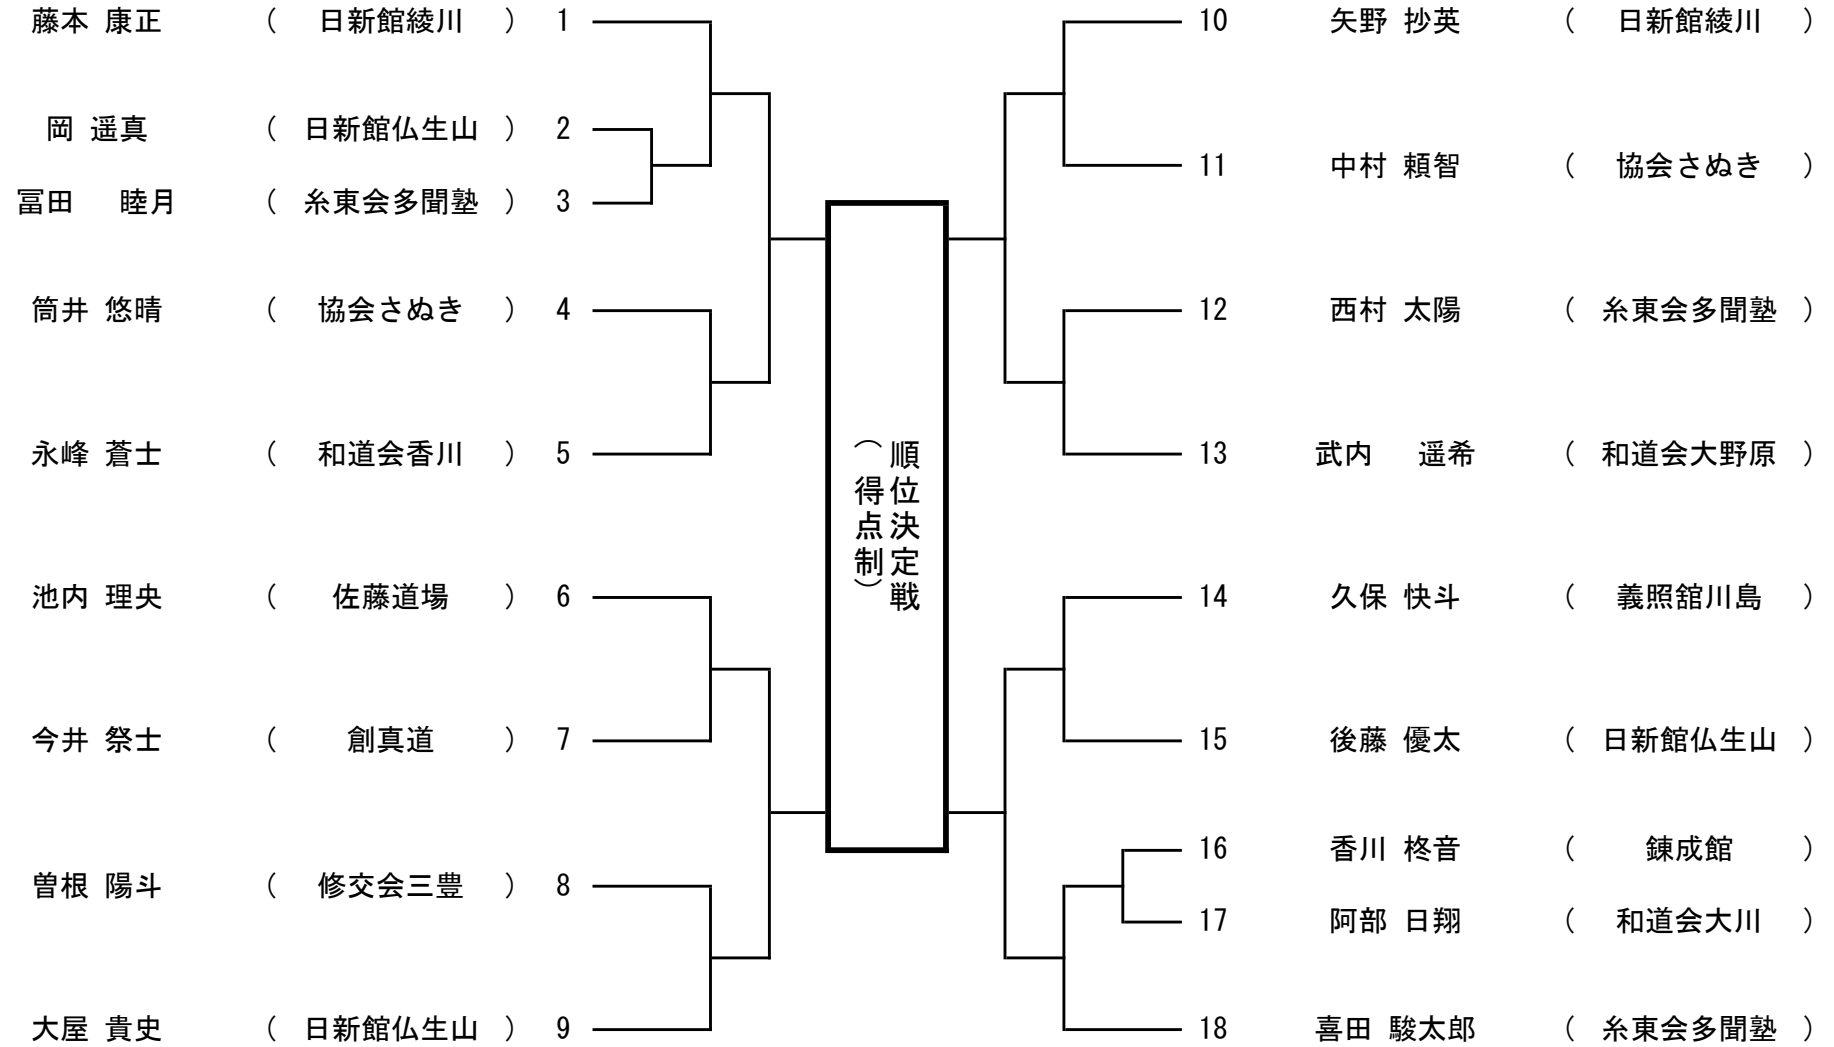 藤本 康正 ( 日新館綾川 ) 1
岡 遥真 ( 日新館仏生山 ) 2
冨田 睦月 ( 糸東会多聞塾 ) 3
筒井 悠晴 ( 協会さぬき ) 4
永峰 蒼士 ( 和道会香川 ) 5
池内 理央 ( 佐藤道場 ) 6
今井 祭士 ( 創真道 ) 7
曽根 陽斗 ( 修交会三豊 ) 8
大屋 貴史 ( 日新館仏生山 ) 9
順位決定戦
(得点制)
10 矢野 抄英 ( 日新館綾川 )
11 中村 頼智 ( 協会さぬき )
12 西村 太陽 ( 糸東会多聞塾 )
13 武内 遥希 ( 和道会大野原 )
14 久保 快斗 ( 義照舘川島 )
15 後藤 優太 ( 日新館仏生山 )
16 香川 柊音 ( 錬成館 )
17 阿部 日翔 ( 和道会大川 )
18 喜田 駿太郎 ( 糸東会多聞塾 )